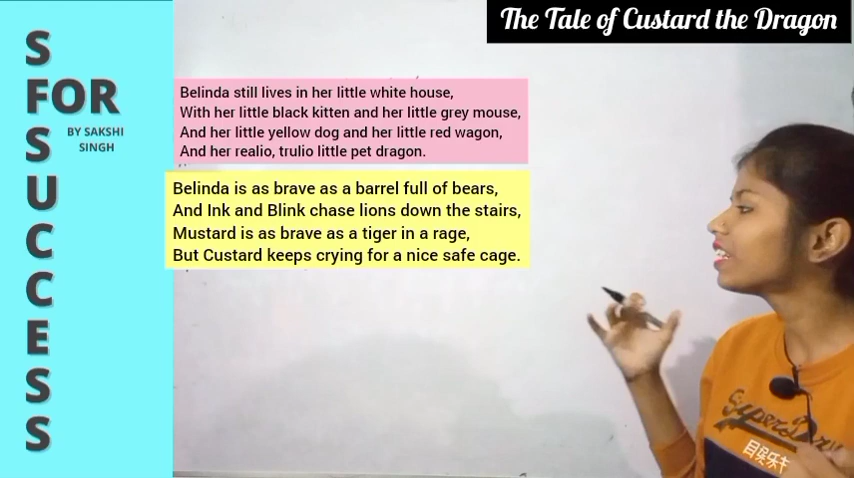 The Tale of Custard the Dragon
S
FOR
BY SAKSHI
SINGH
S
U
C
C
E
S
S
Belinda still lives in her little white house,
With her little black kitten and her little grey mouse,
And her little yellow dog and her little red wagon,
And her realio, trulio little pet dragon.
Belinda is as brave as a barrel full of bears,
And Ink and Blink chase lions down the stairs,
Mustard is as brave as a tiger in a rage,
But Custard keeps crying for a nice safe cage.
Superdry